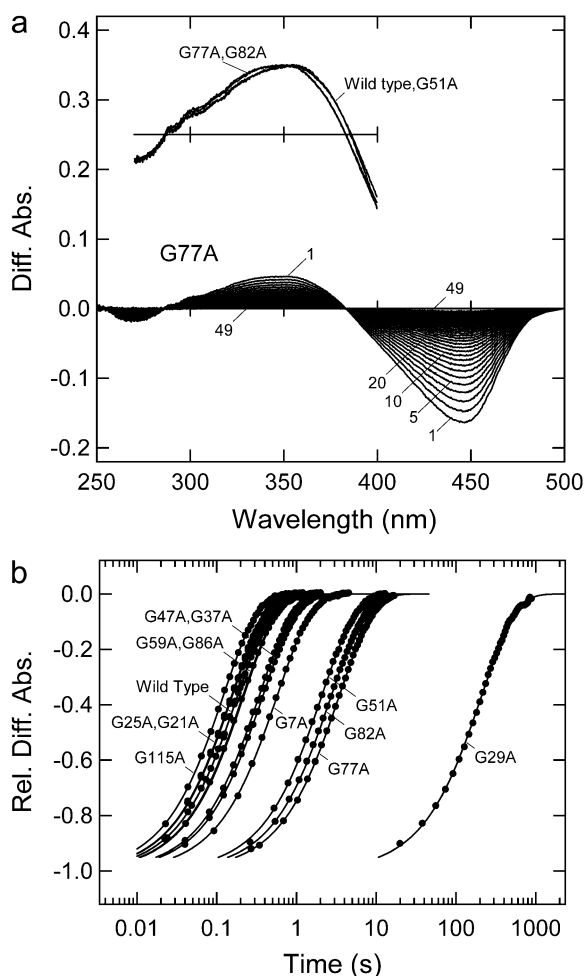 a
0.4
G77A,G82A
0.3
Wild type,G51A
0.2
Diff. Abs.
0.1
G77A
1
49
0.0
49
20
-0.1
10
5
1
-0.2
250 300 350 400 450 500
Wavelength (nm)
b
0.0
G47A,G37A
-0.2
G59A,G86A
Wild Type
G51A
-0.4
G7A
G25A,G21A
G82A
Rel. Diff. Abs.
G115A
G29A
-0.6
G77A
-0.8
-1.0
0.01 0.1 1 10 100 1000
Time (s)